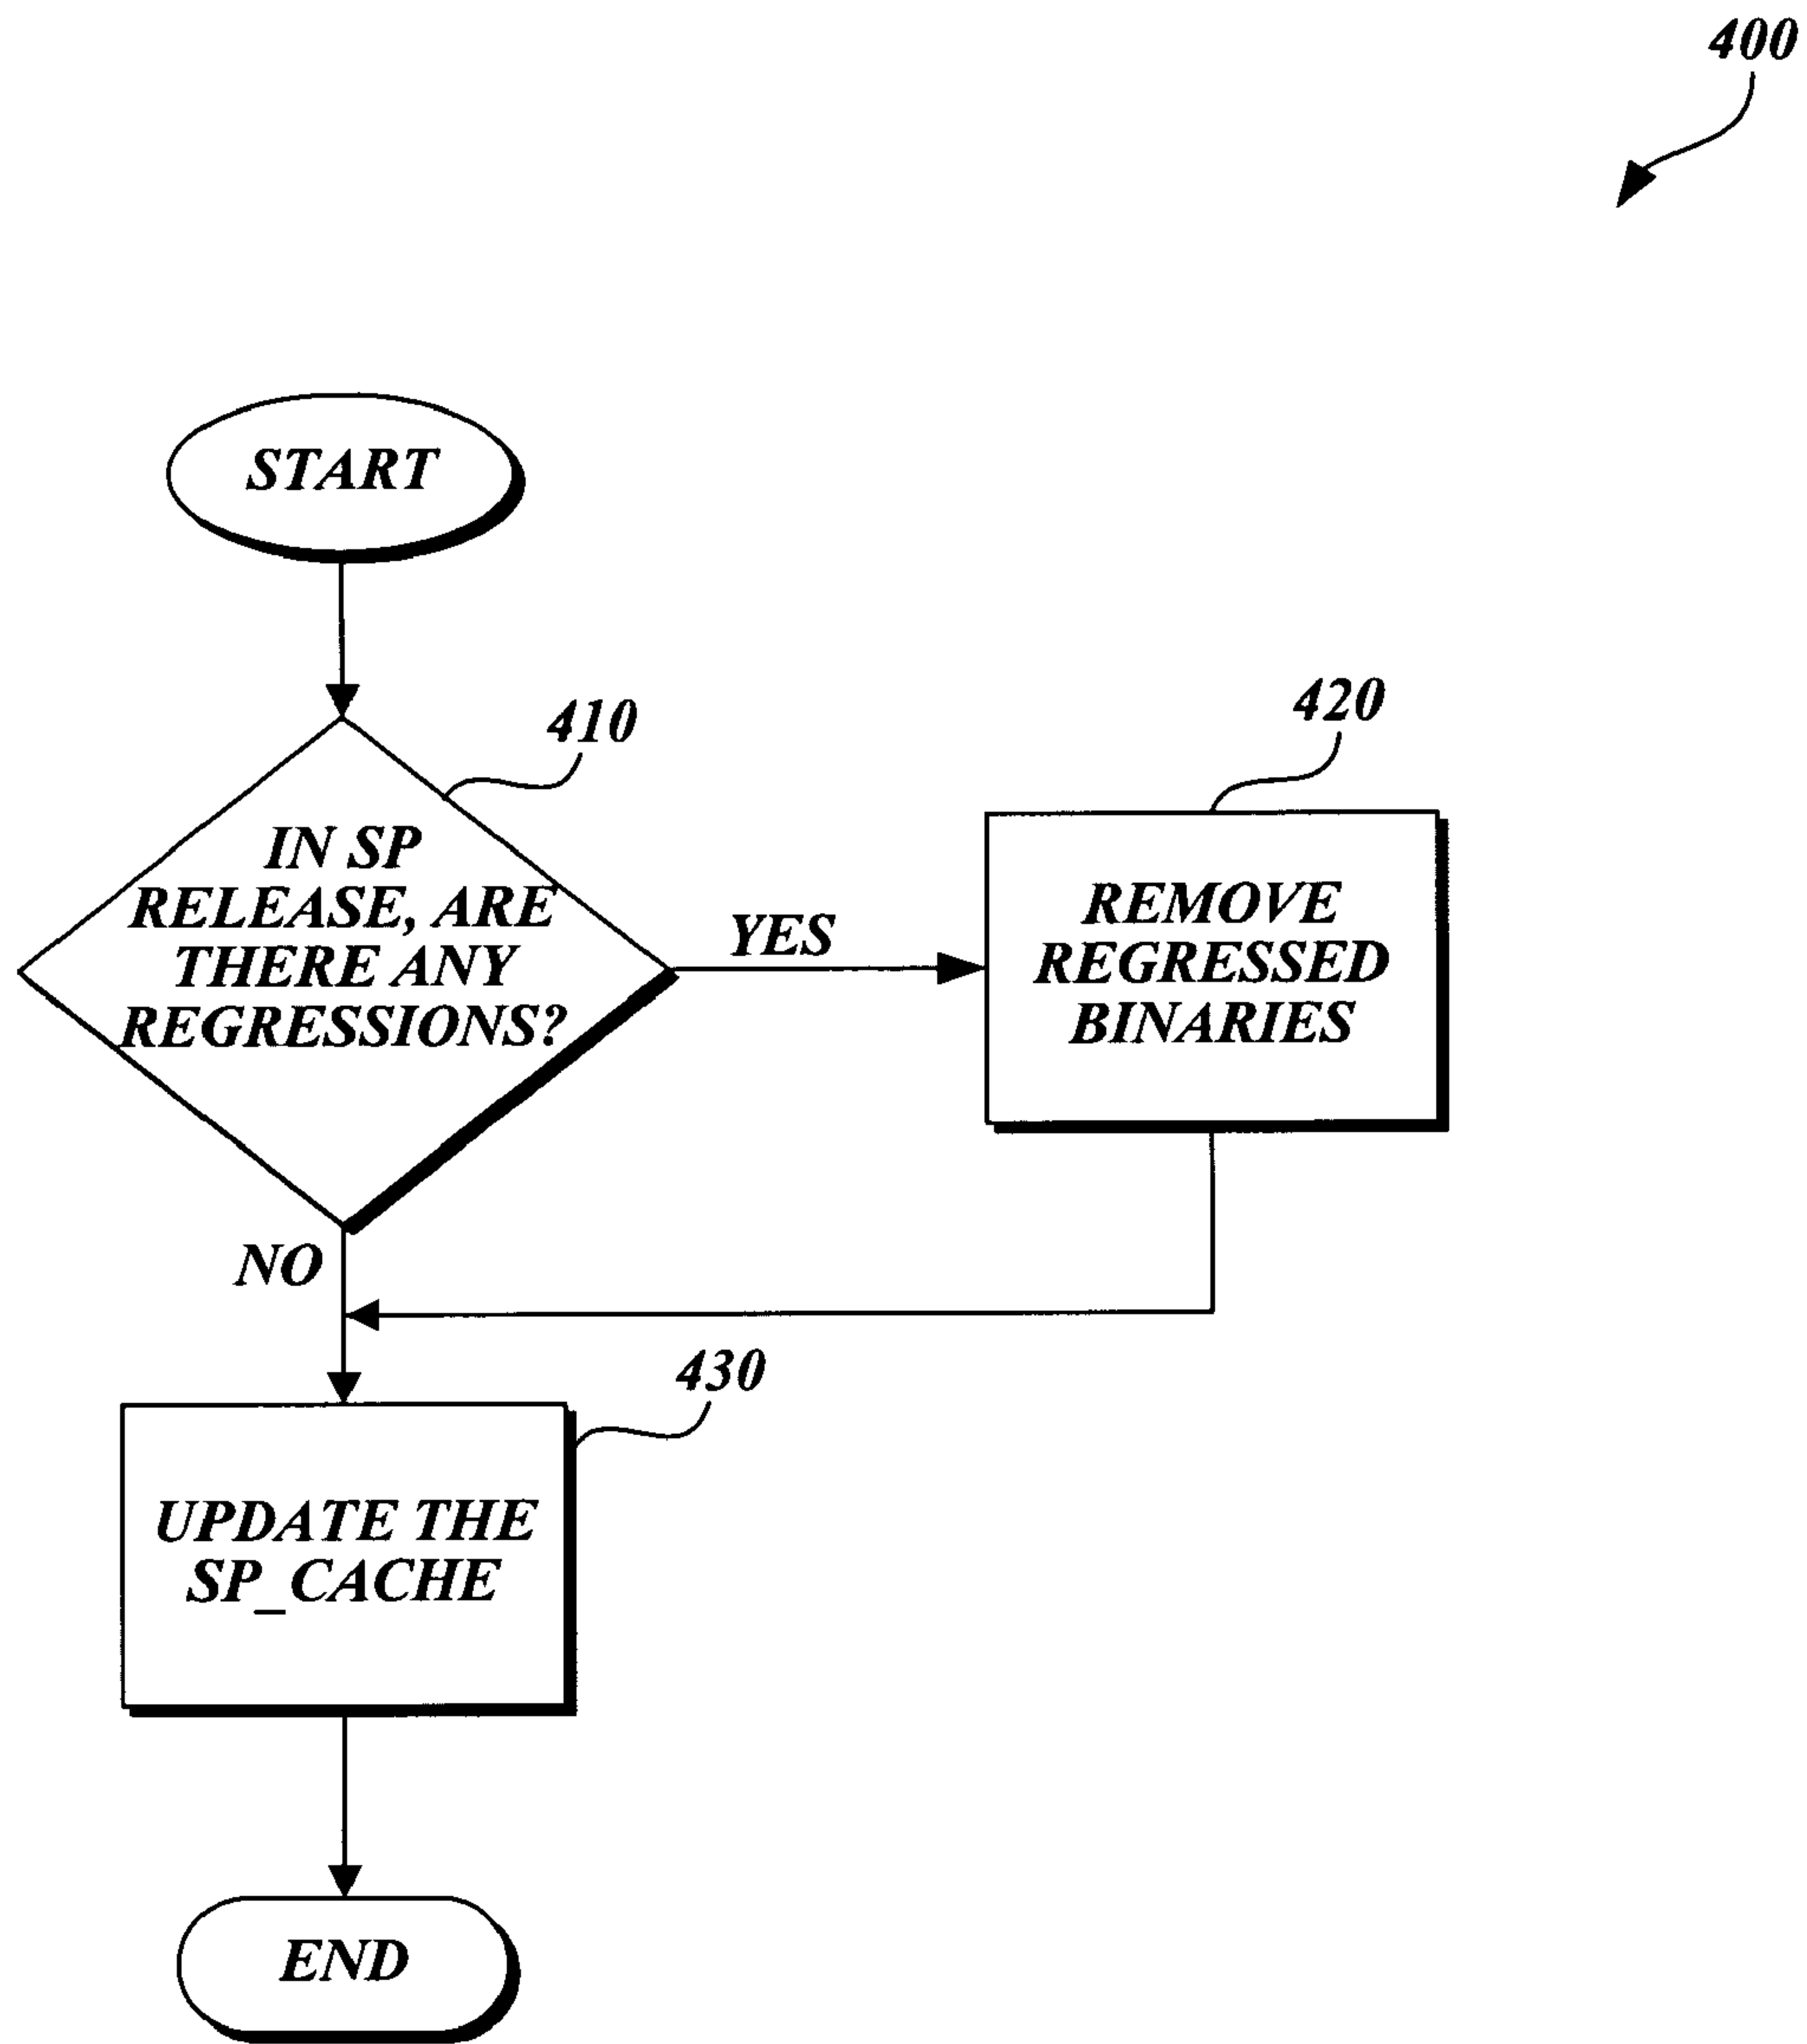 400
START
410
IN SP
RELEASE, ARE
THERE ANY
REGRESSIONS?
YES
420
REMOVE
REGRESSED
BINARIES
NO
430
UPDATE THE
SP_CACHE
END